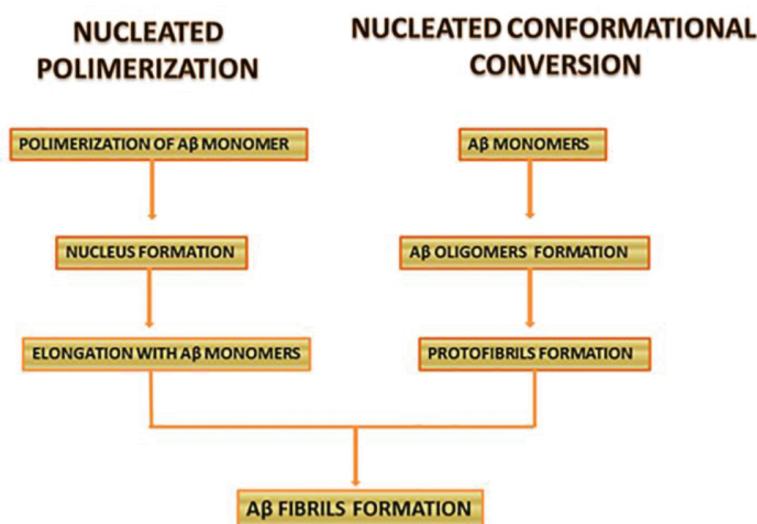 NUCLEATED
POLIMERIZATION
NUCLEATED CONFORMATIONAL
CONVERSION
POLIMERIZATION OF Aβ MONOMER
Aβ MONOMERS
NUCLEUS FORMATION
Aβ OLIGOMERS FORMATION
ELONGATION WITH Aβ MONOMERS
PROTOFIBRILS FORMATION
Aβ FIBRILS FORMATION